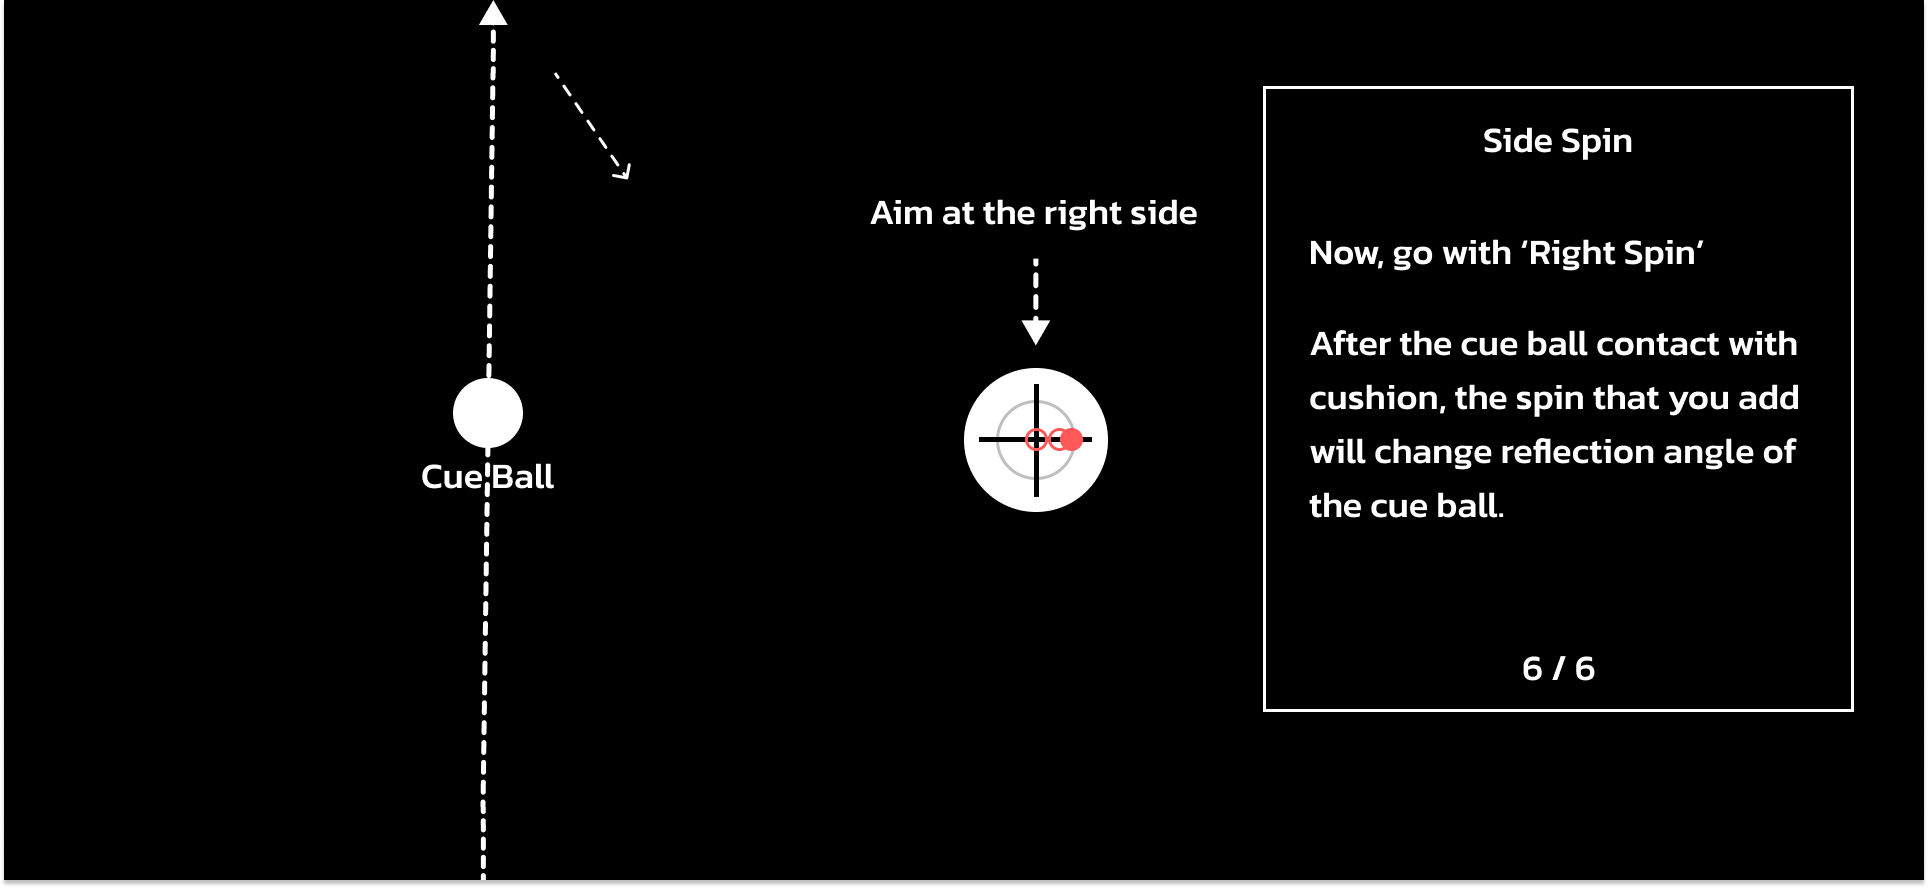 Side Spin
Aim at the right side
Now, go with ‘Right Spin’
After the cue ball contact with
cushion, the spin that you add
will change reflection angle of
the cue ball.
Cue Ball
6 / 6